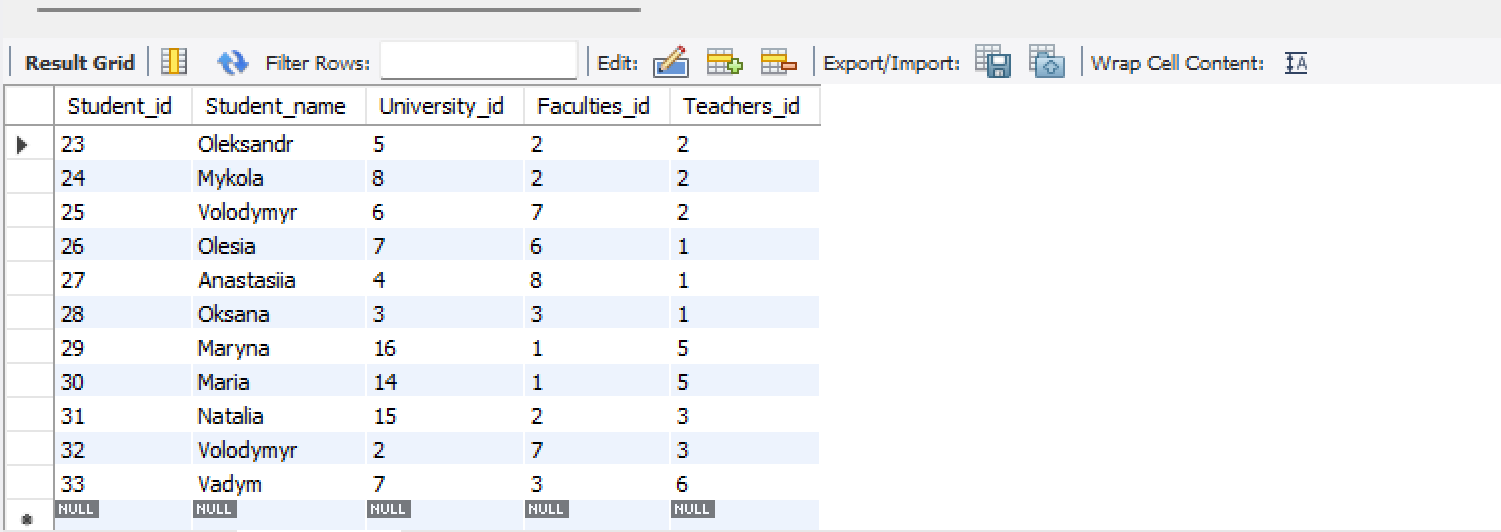 Result Grid Filter Rows: Edit: Export/Import: Wrap Cell Content: IA
Student_id Student_name University_id Faculties_id Teachers_id
23 Oleksandr 5 2 2
24 Mykola 8 2 2
25 Volodymyr 6 7 2
26 Olesia 7 6 1
27 Anastasiia 4 8 1
28 Oksana 3 3 1
29 Maryna 16 1 5
30 Maria 14 1 5
31 Natalia 15 2 3
32 Volodymyr 2 7 3
33 Vadym 7 3 6
NULL NULL NULL NULL NULL